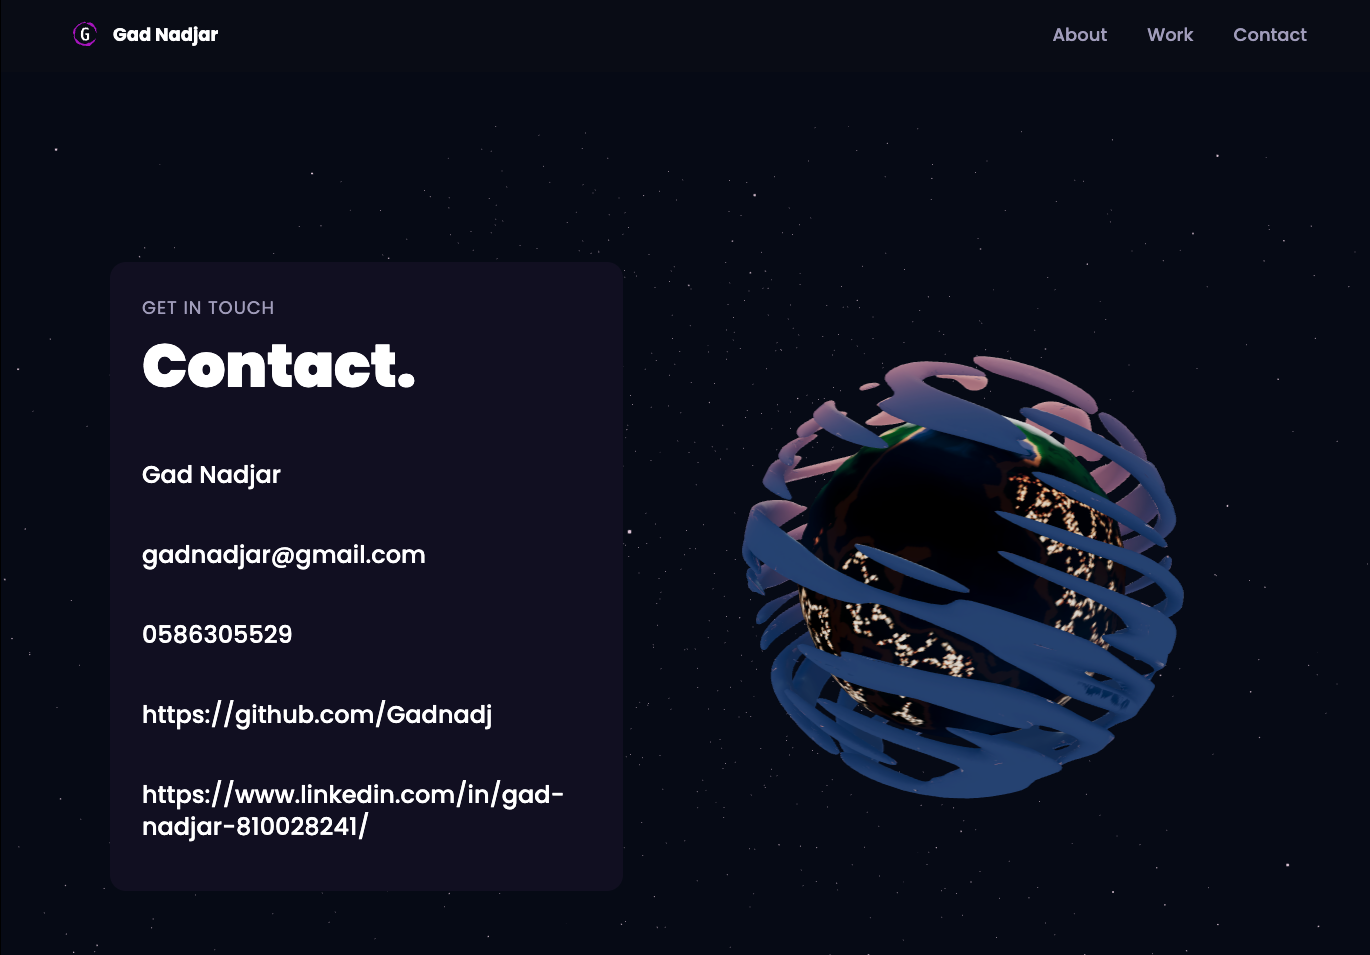 G
Gad Nadjar
About
Work
Contact
GET IN TOUCH
Contact.
Gad Nadjar
gadnadjar@gmail.com
0586305529
https://github.com/Gadnadj
https://www.linkedin.com/in/gad-
nadjar-810028241/